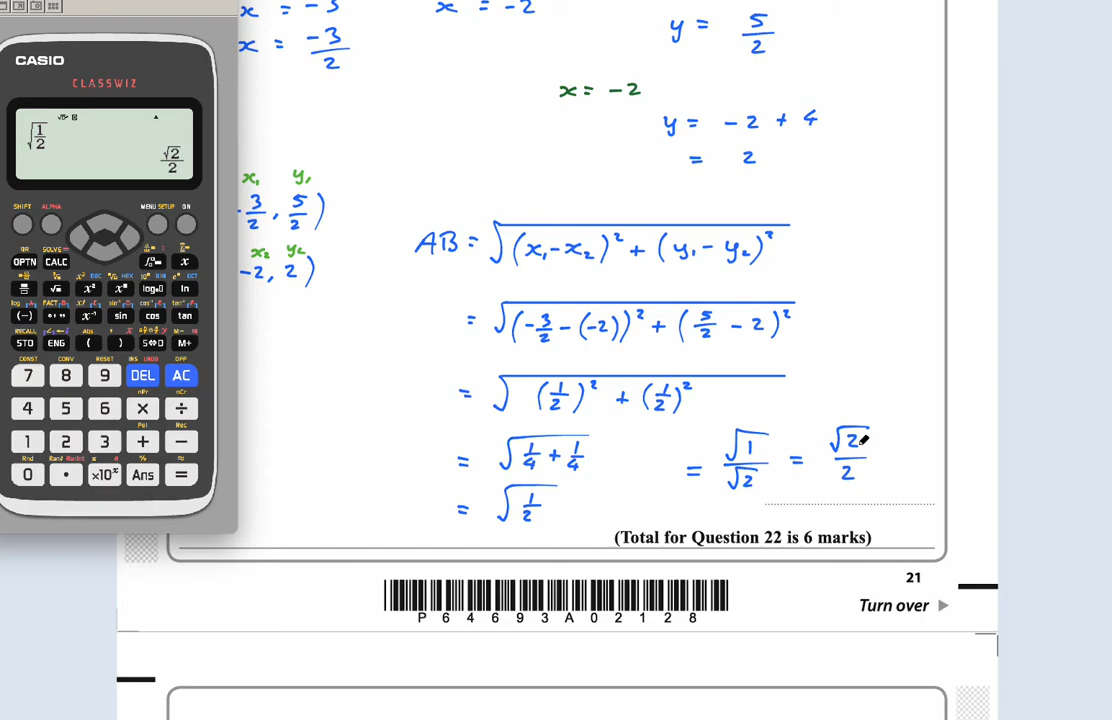 x = -3
x = -2
y = 5/2
x = -3/2
x = -2
y = -2 + 4
= 2
x₁ y₁
-3/2, 5/2)
x₂ y₂
-2, 2)
AB = √(x₁-x₂)² + (y₁-y₂)²
= √(-3/2-(-2))² + (5/2-2)²
= √(1/2)² + (1/2)²
= √1/4 + 1/4
= √1/√2 = √2/2
= √1/2
(Total for Question 22 is 6 marks)
21
Turn over
P 6 4 6 9 3 A 0 2 1 2 8
CASIO
CLASSWIZ
√1/2
√2/2
SHIFT ALPHA MENU SETUP ON
OPTN CALC x
x² log□ ln
(−) x⁻¹ sin cos tan
STO ENG ( ) S⇔D M+
7 8 9 DEL AC
4 5 6 × ÷
1 2 3 + −
0 . ×10ˣ Ans =